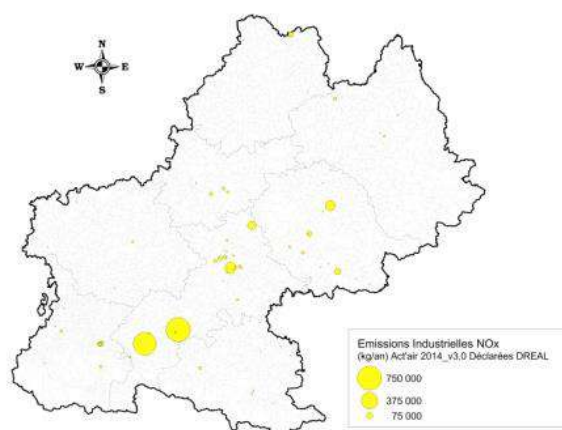 N
W E
S
Emissions Industrielles NOx
(kg/an) Act'air 2014_v3,0 Déclarées DREAL
750 000
375 000
75 000